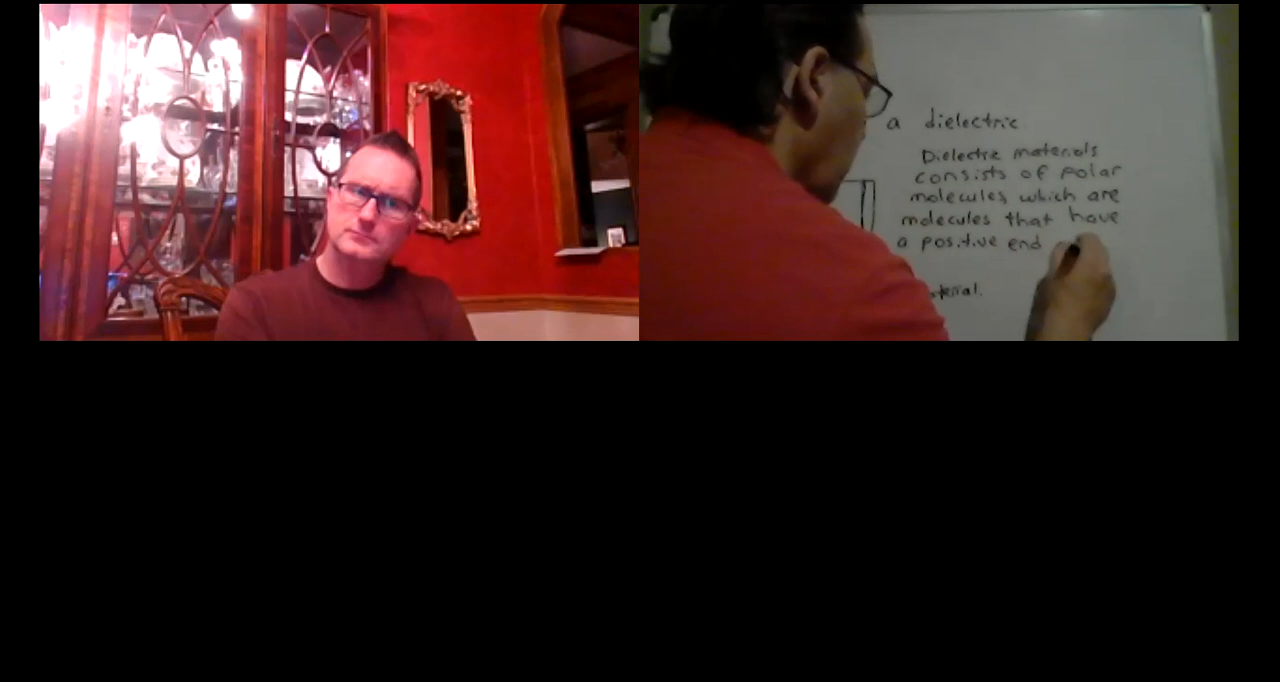 a dielectric
Dielectric materials
consists of polar
molecules which are
molecules that have
a positive end